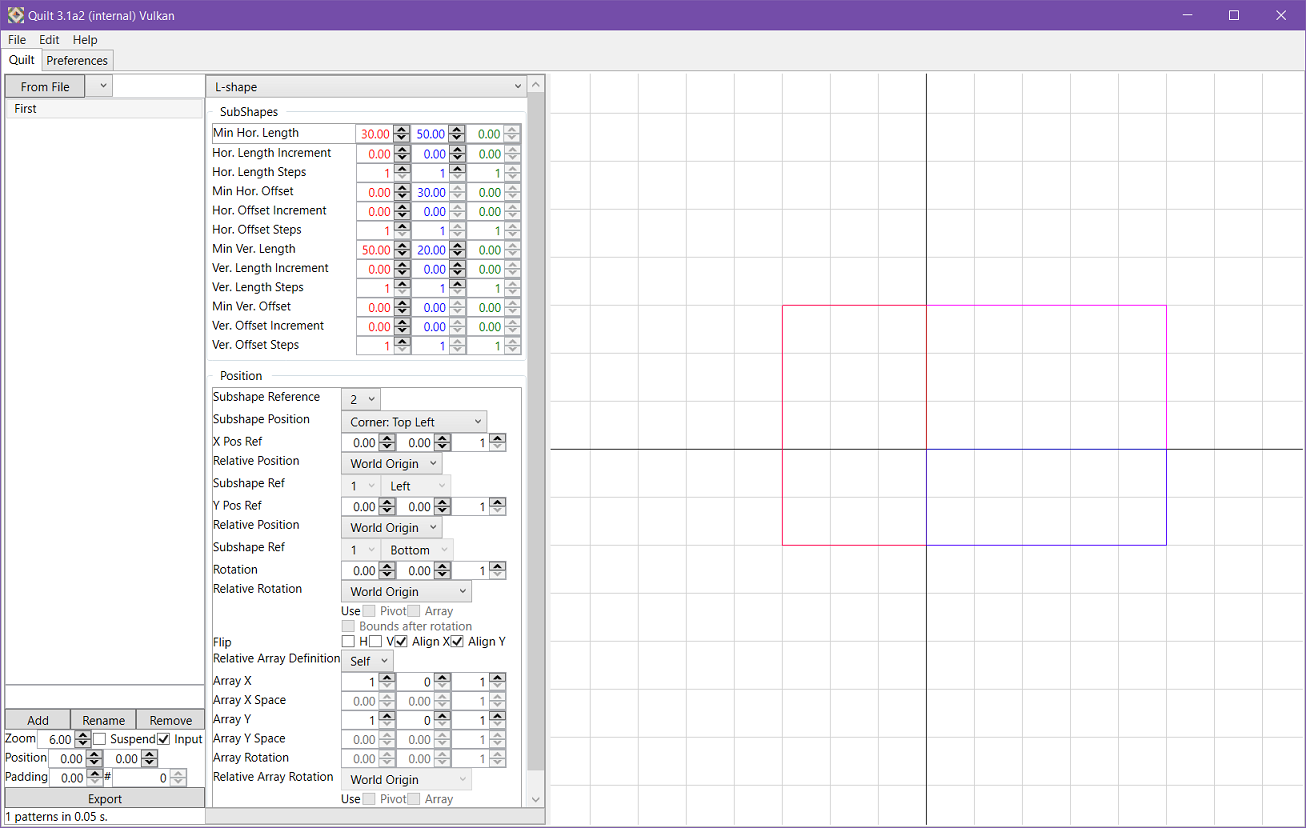 Quilt 3.1a2 (internal) Vulkan
File Edit Help
Quilt Preferences
From File
First
L-shape
SubShapes
Min Hor. Length 30.00 50.00 0.00
Hor. Length Increment 0.00 0.00 0.00
Hor. Length Steps 1 1 1
Min Hor. Offset 0.00 30.00 0.00
Hor. Offset Increment 0.00 0.00 0.00
Hor. Offset Steps 1 1 1
Min Ver. Length 50.00 20.00 0.00
Ver. Length Increment 0.00 0.00 0.00
Ver. Length Steps 1 1 1
Min Ver. Offset 0.00 0.00 0.00
Ver. Offset Increment 0.00 0.00 0.00
Ver. Offset Steps 1 1 1
Position
Subshape Reference 2
Subshape Position Corner: Top Left
X Pos Ref 0.00 0.00 1
Relative Position World Origin
Subshape Ref 1 Left
Y Pos Ref 0.00 0.00 1
Relative Position World Origin
Subshape Ref 1 Bottom
Rotation 0.00 0.00 1
Relative Rotation World Origin
Use Pivot Array
Bounds after rotation
Flip H V Align X Align Y
Relative Array Definition Self
Array X 1 0 1
Array X Space 0.00 0.00 1
Array Y 1 0 1
Array Y Space 0.00 0.00 1
Array Rotation 0.00 0.00 1
Relative Array Rotation World Origin
Use Pivot Array
Add Rename Remove
Zoom 6.00 Suspend Input
Position 0.00 0.00
Padding 0.00 # 0
Export
1 patterns in 0.05 s.